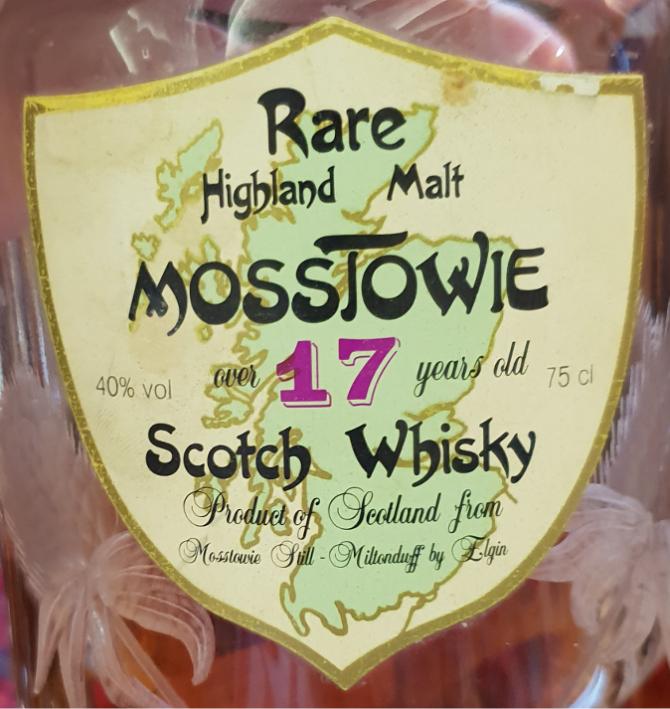 Rare
Highland Malt
MOSSTOWIE
40% vol over 17 years old 75 cl
Scotch Whisky
Product of Scotland from
Mosstowie Still - Miltonduff by Elgin